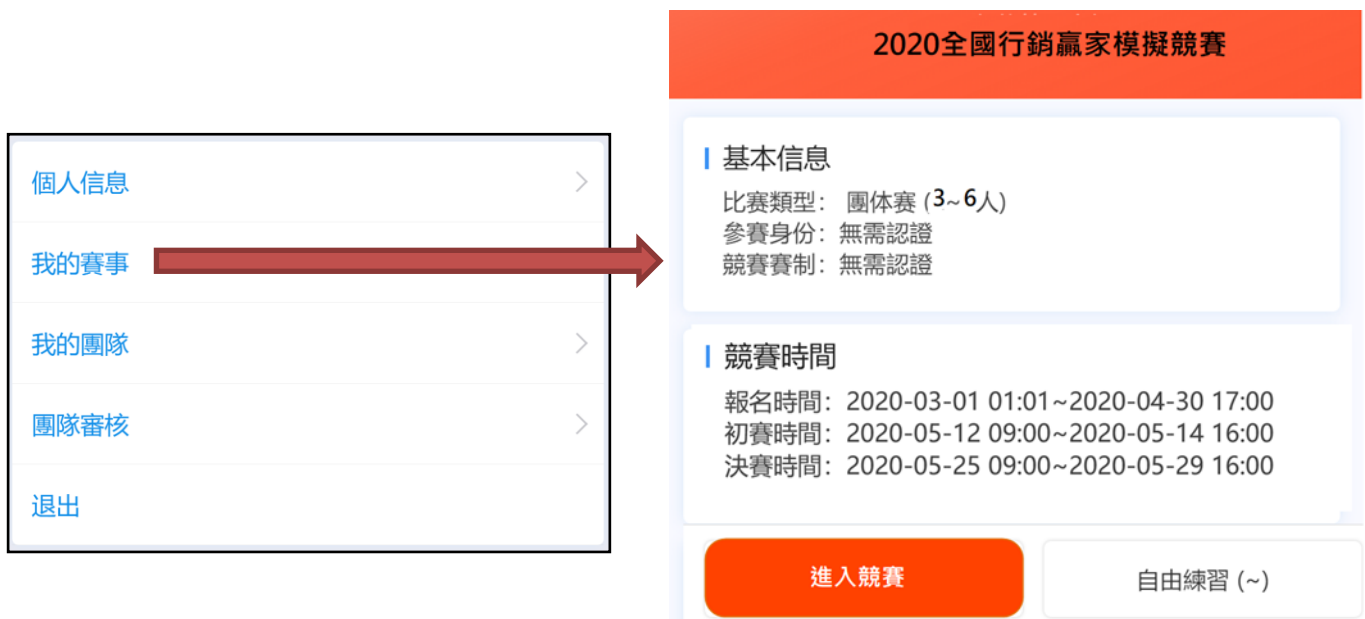 個人信息
我的賽事
我的團隊
團隊審核
退出
2020全國行銷贏家模擬競賽
基本信息
比赛類型： 團体赛 (3~6人)
參賽身份：無需認證
競賽賽制：無需認證
競賽時間
報名時間：2020-03-01 01:01~2020-04-30 17:00
初賽時間：2020-05-12 09:00~2020-05-14 16:00
決賽時間：2020-05-25 09:00~2020-05-29 16:00
進入競賽
自由練習 (~)